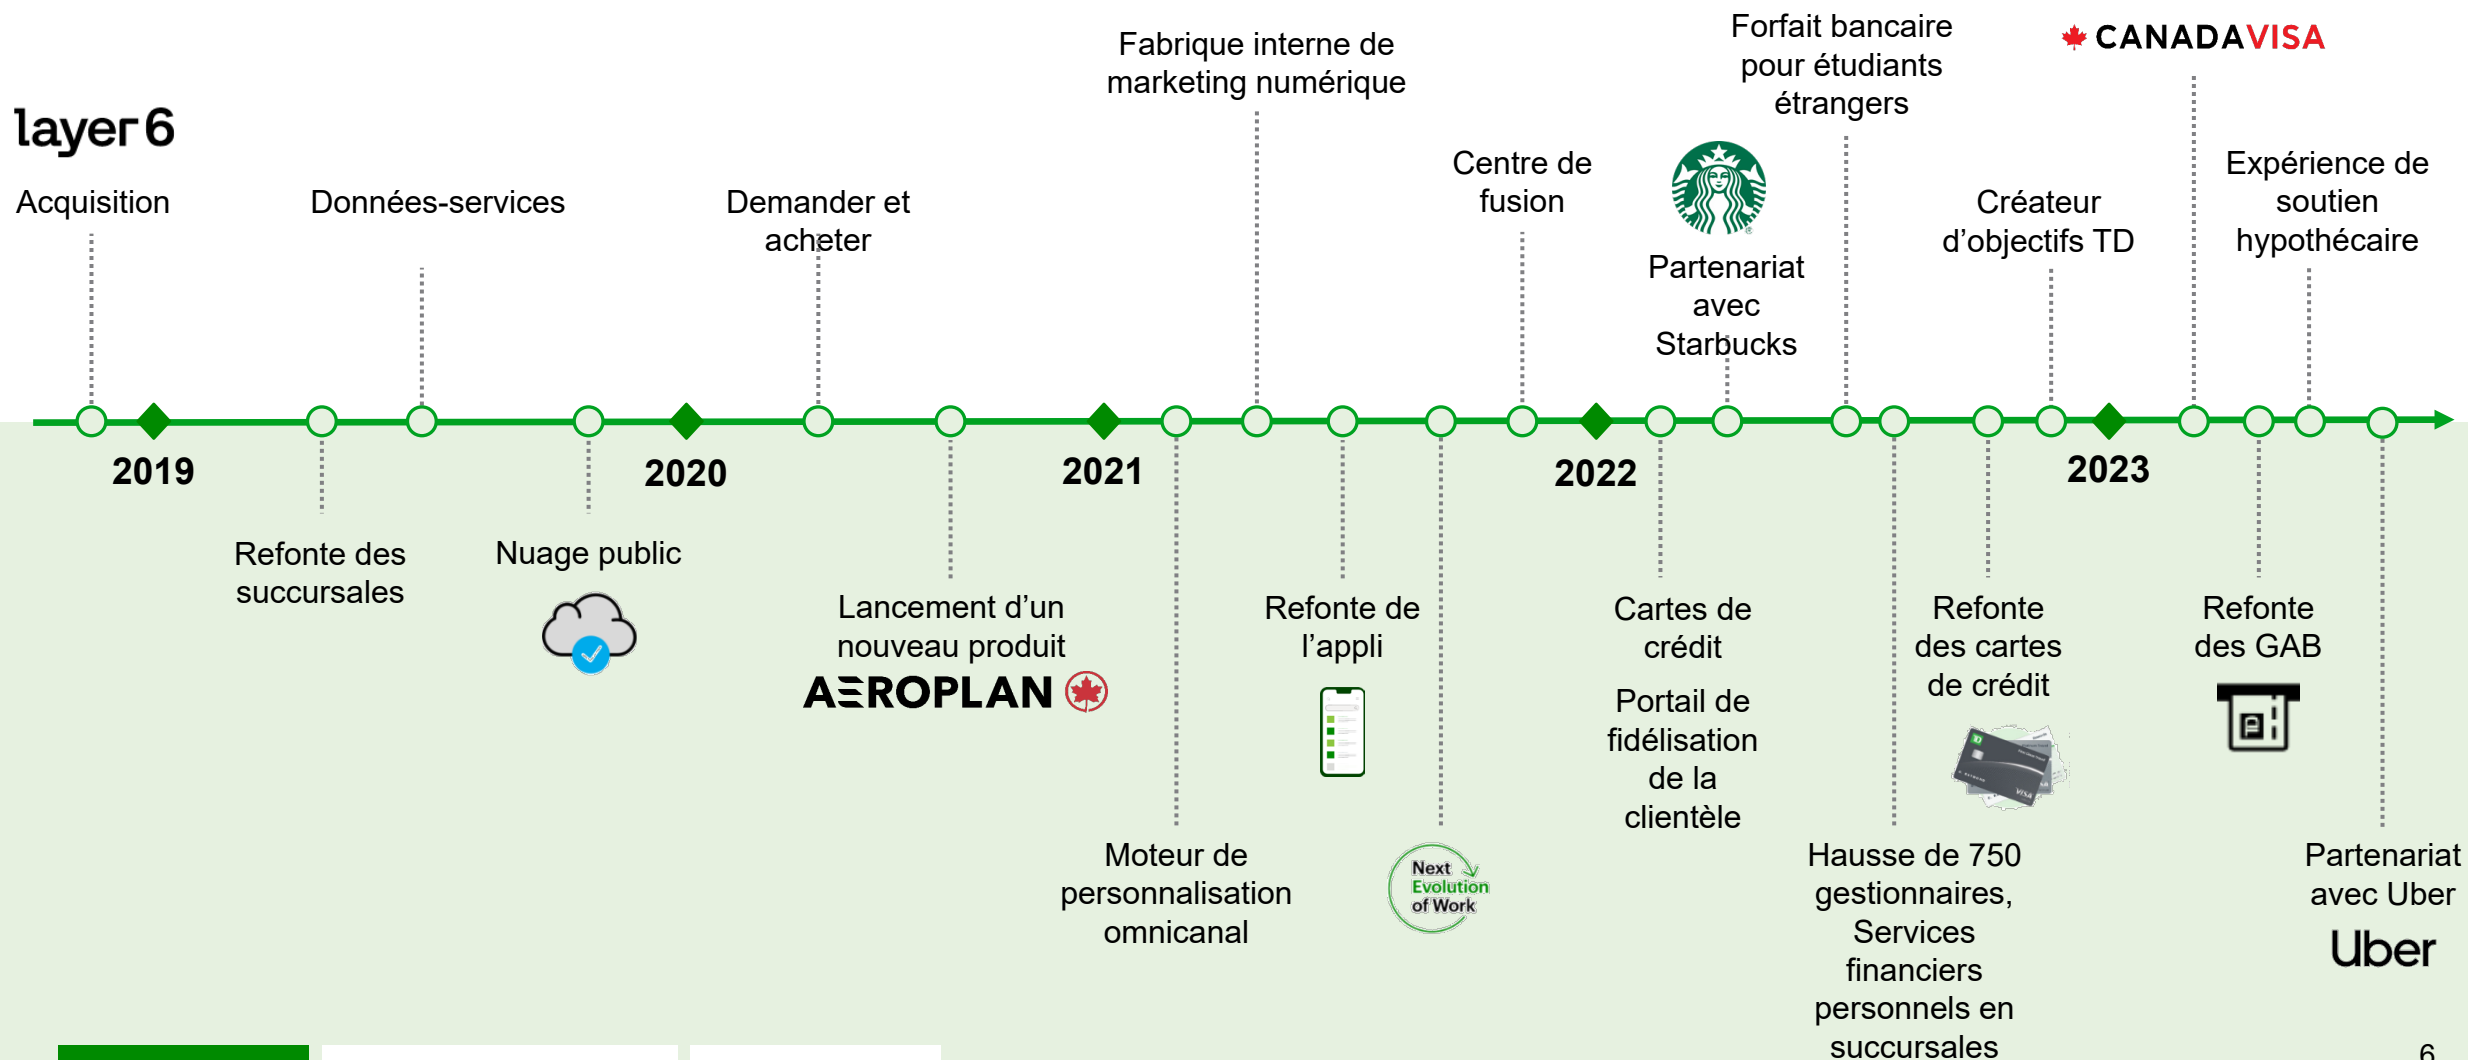 layer 6
Acquisition
Données-services
Demander et
acheter
Fabrique interne de
marketing numérique
Centre de
fusion
Partenariat
avec
Starbucks
Forfait bancaire
pour étudiants
étrangers
Créateur
d’objectifs TD
CANADAVISA
Expérience de
soutien
hypothécaire
2019
2020
2021
2022
2023
Refonte des
succursales
Nuage public
Lancement d’un
nouveau produit
AEROPLAN
Moteur de
personnalisation
omnicanal
Refonte de
l’appli
Next
Evolution
of Work
Cartes de
crédit
Portail de
fidélisation
de la
clientèle
Hausse de 750
gestionnaires,
Services
financiers
personnels en
succursales
Refonte
des cartes
de crédit
VISA
Refonte
des GAB
Partenariat
avec Uber
Uber
6